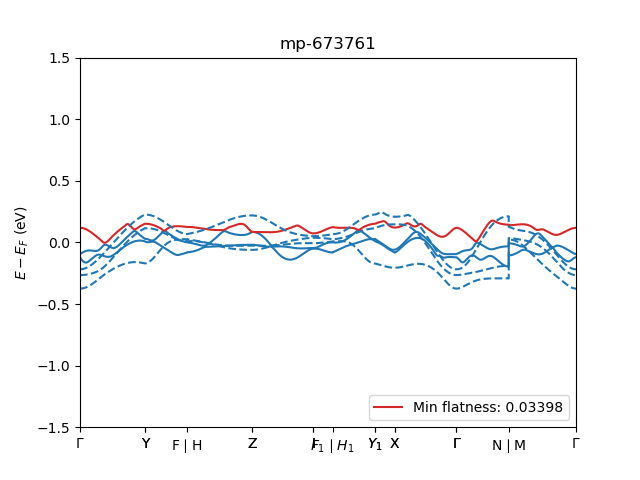 mp-673761
E − E_F (eV)
1.5
1.0
0.5
0.0
−0.5
−1.0
−1.5
Min flatness: 0.03398
Γ Y F | H Z F₁ | H₁ Y₁ X Γ N | M Γ